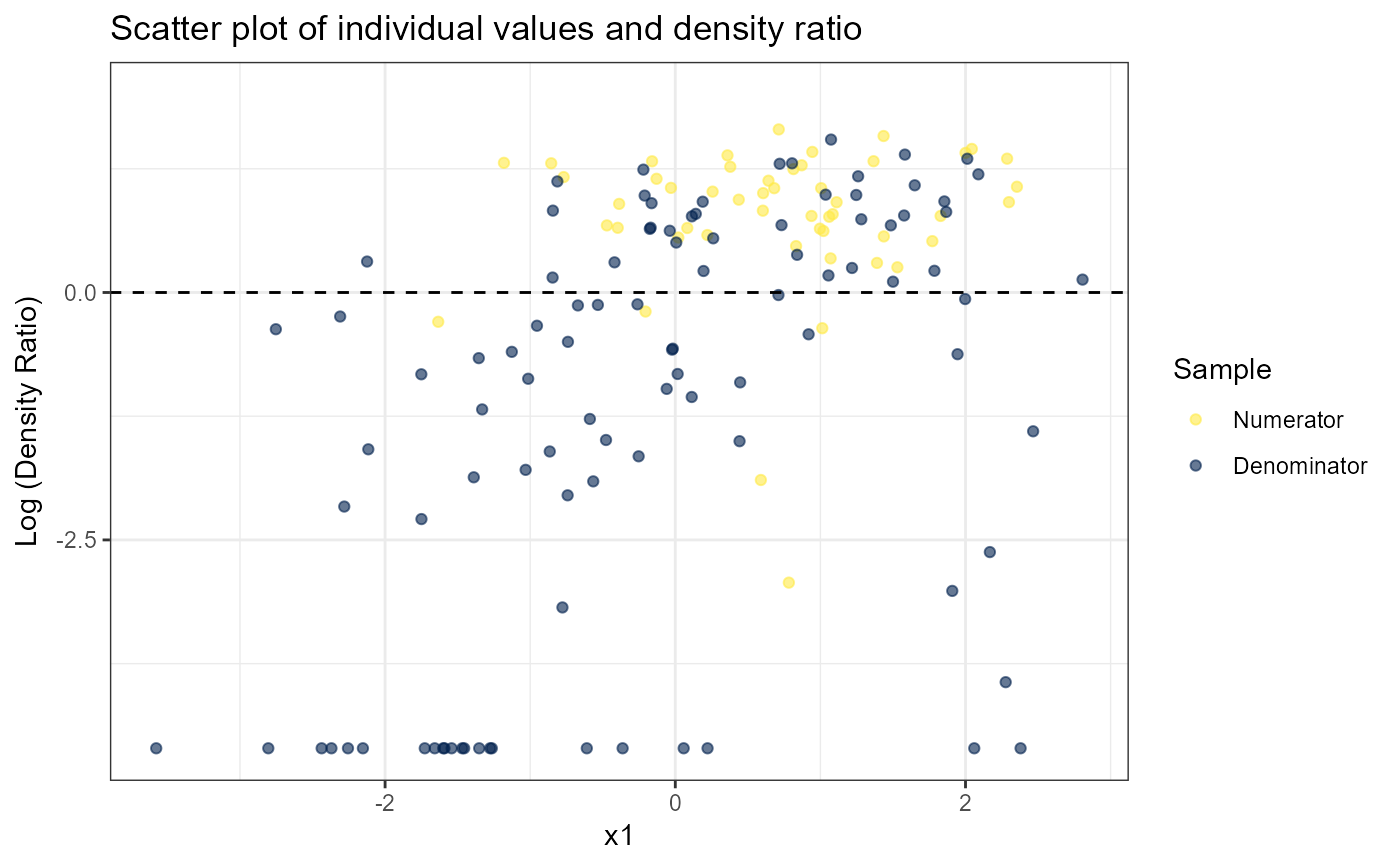 Scatter plot of individual values and density ratio
Log (Density Ratio)
0.0
-2.5
-2
0
2
x1
Sample
Numerator
Denominator